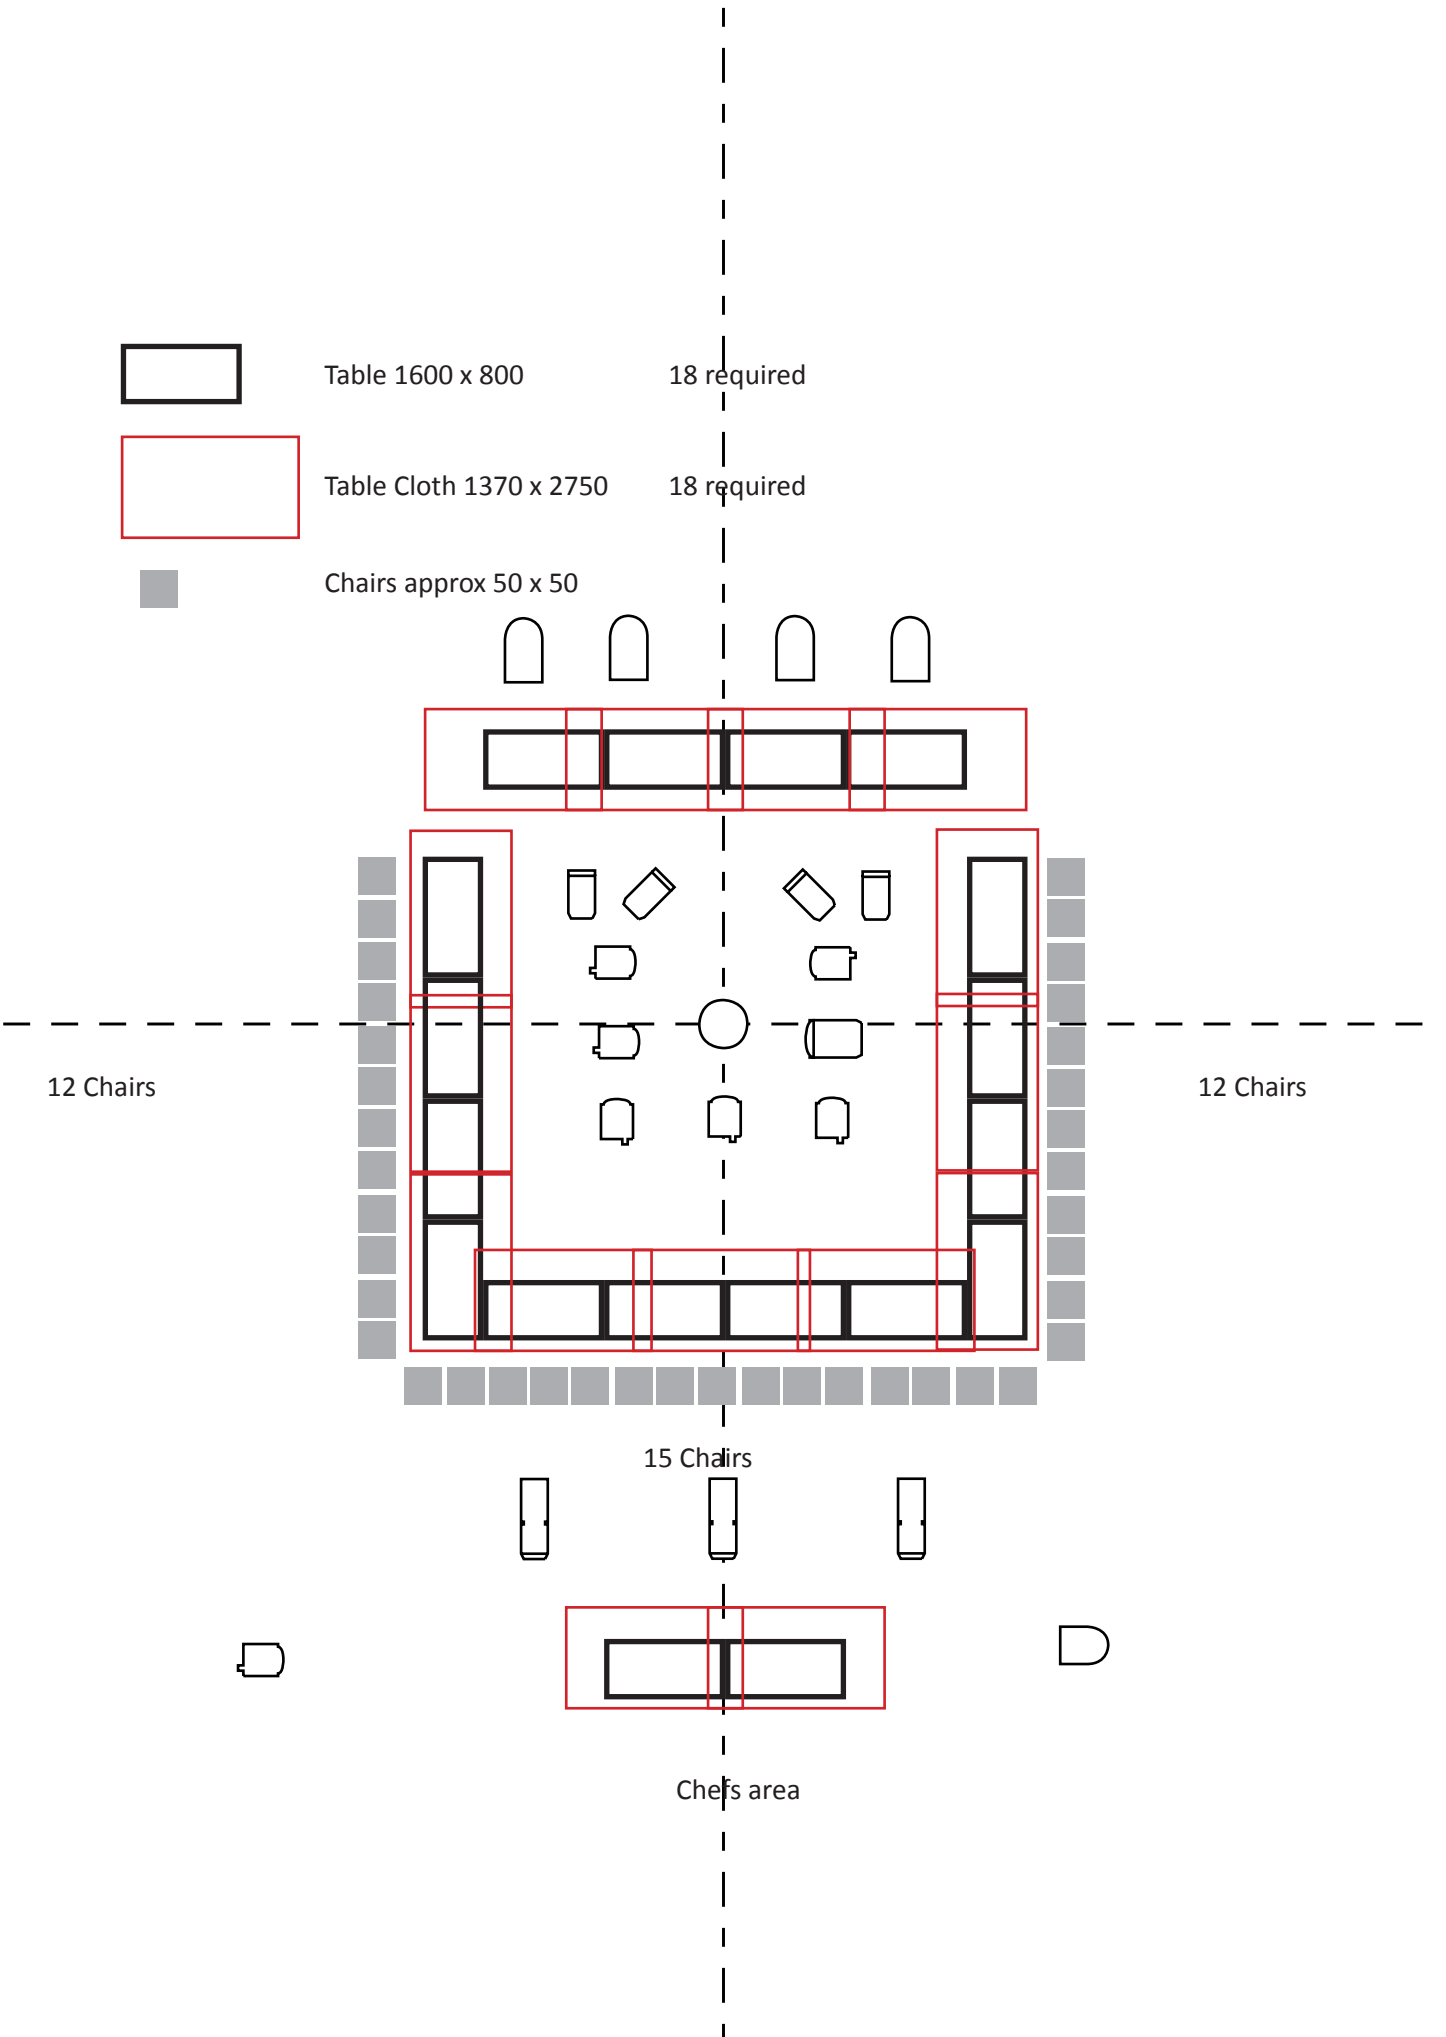 Table 1600 x 800 18 required
Table Cloth 1370 x 2750 18 required
Chairs approx 50 x 50
12 Chairs 12 Chairs
15 Chairs
Chefs area